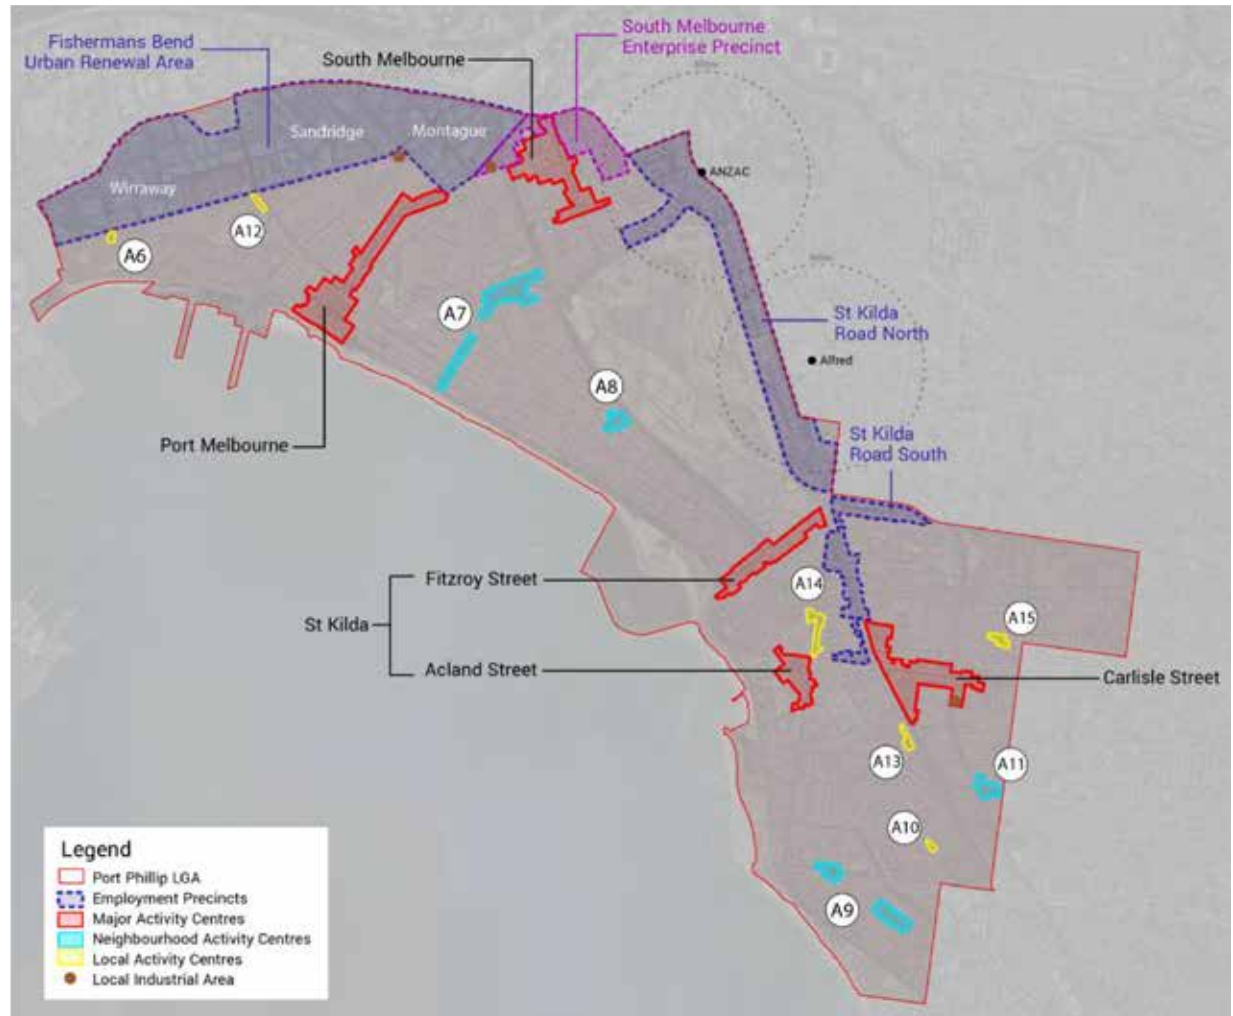 Fishermans Bend
Urban Renewal Area
South Melbourne
South Melbourne
Enterprise Precinct
Sandridge
Montague
Wirraway
ANZAC
A12
A6
A7
St Kilda
Road North
Alfred
A8
Port Melbourne
St Kilda
Road South
Fitzroy Street
A14
St Kilda
A15
Acland Street
Carlisle Street
A13
A11
A10
A9
Legend
Port Phillip LGA
Employment Precincts
Major Activity Centres
Neighbourhood Activity Centres
Local Activity Centres
Local Industrial Area